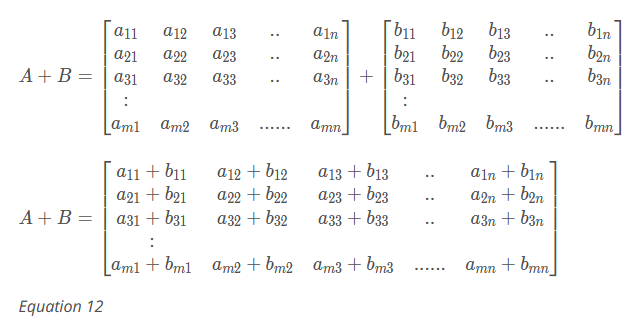 a₁₁ a₁₂ a₁₃ .. a₁ₙ b₁₁ b₁₂ b₁₃ .. b₁ₙ
a₂₁ a₂₂ a₂₃ .. a₂ₙ b₂₁ b₂₂ b₂₃ .. b₂ₙ
A + B = a₃₁ a₃₂ a₃₃ .. a₃ₙ + b₃₁ b₃₂ b₃₃ .. b₃ₙ
: :
aₘ₁ aₘ₂ aₘ₃ ...... aₘₙ bₘ₁ bₘ₂ bₘ₃ ...... bₘₙ
a₁₁ + b₁₁ a₁₂ + b₁₂ a₁₃ + b₁₃ .. a₁ₙ + b₁ₙ
a₂₁ + b₂₁ a₂₂ + b₂₂ a₂₃ + b₂₃ .. a₂ₙ + b₂ₙ
A + B = a₃₁ + b₃₁ a₃₂ + b₃₂ a₃₃ + b₃₃ .. a₃ₙ + b₃ₙ
:
aₘ₁ + bₘ₁ aₘ₂ + bₘ₂ aₘ₃ + bₘ₃ ...... aₘₙ + bₘₙ
Equation 12